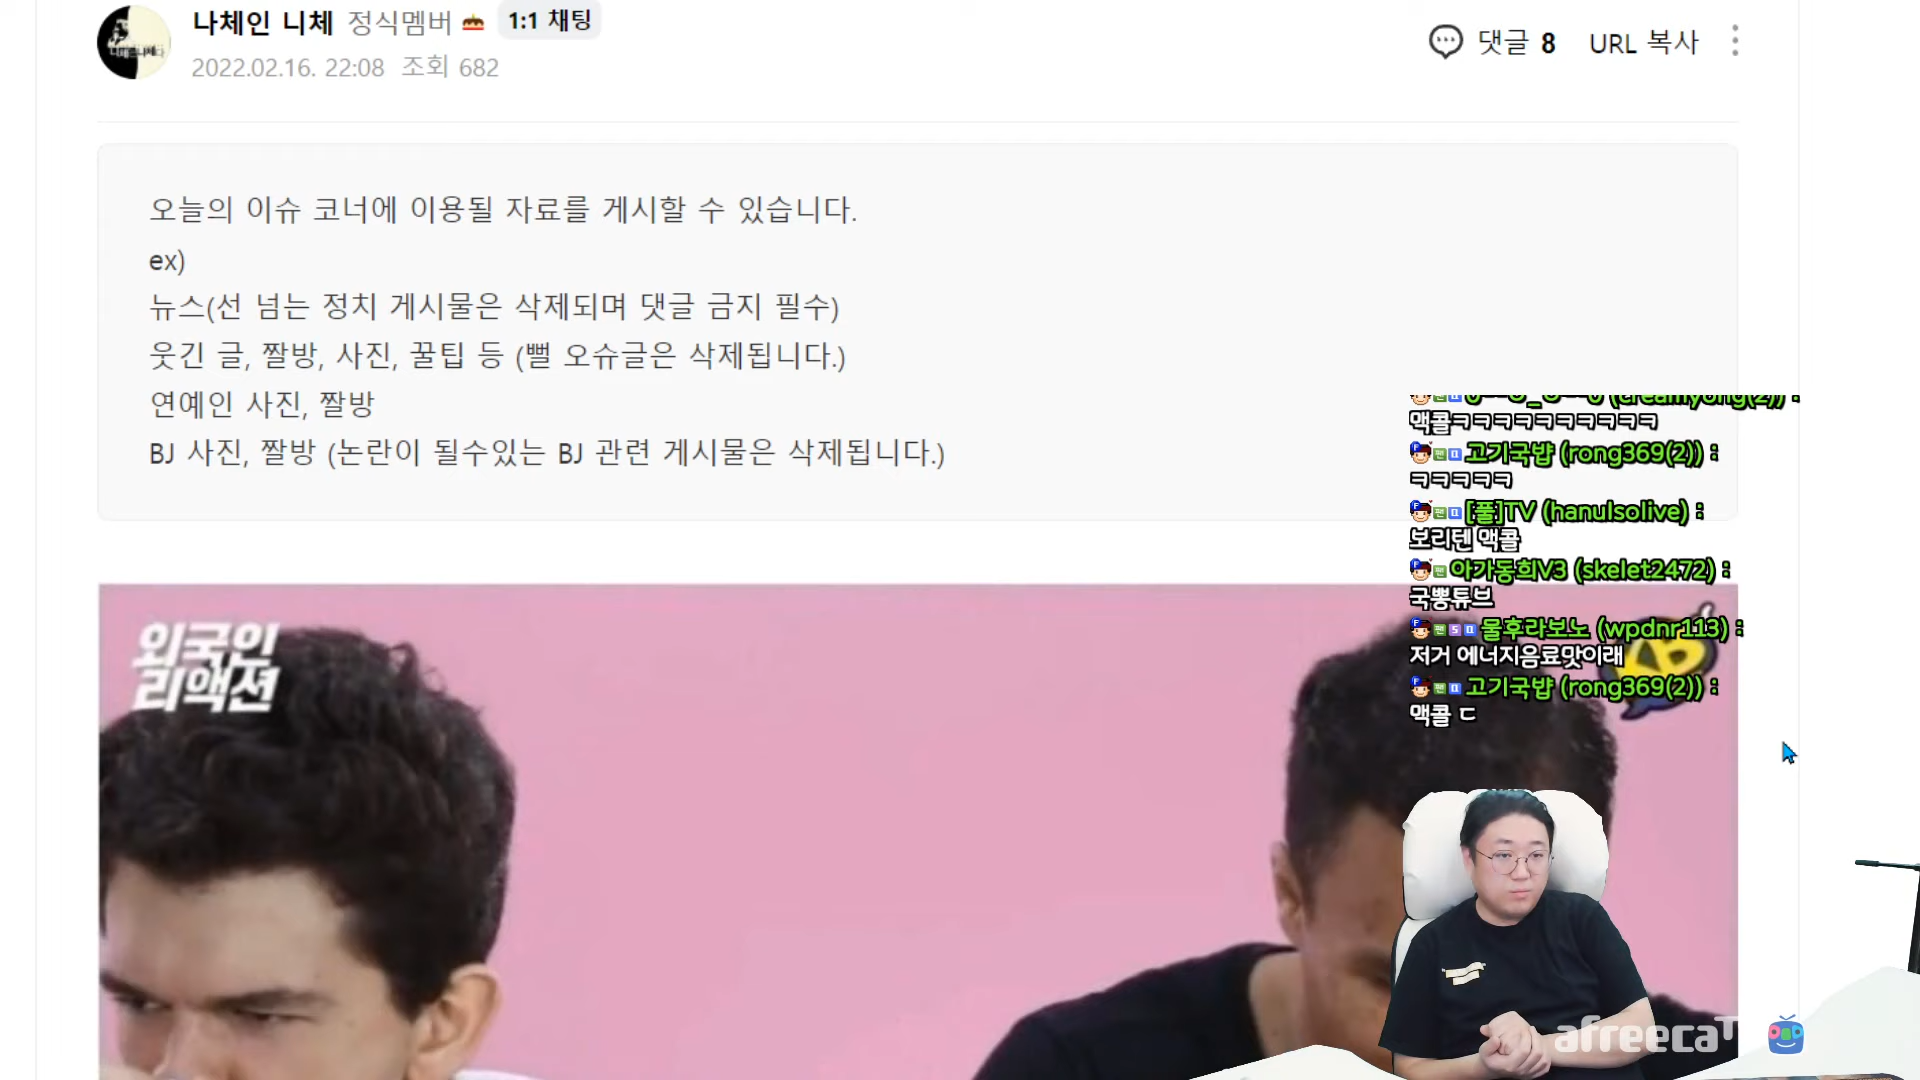 나체인 니체 정식멤버 1:1 채팅
2022.02.16. 22:08 조회 682
댓글 8 URL 복사
오늘의 이슈 코너에 이용될 자료를 게시할 수 있습니다.
ex)
뉴스(선 넘는 정치 게시물은 삭제되며 댓글 금지 필수)
웃긴 글, 짤방, 사진, 꿀팁 등 (뻘 오슈글은 삭제됩니다.)
연예인 사진, 짤방
BJ 사진, 짤방 (논란이 될수있는 BJ 관련 게시물은 삭제됩니다.)
외국인
리액션
KB
맥콜ㅋㅋㅋㅋㅋㅋㅋㅋㅋㅋ
고기국뱝 (rong369(2)) :
ㅋㅋㅋㅋㅋ
[풀]TV (hanulsolive) :
보리텐 맥콜
아가동희V3 (skelet2472) :
국뽕튜브
물후라보노 (wpdnr113) :
저거 에너지음료맛이래
고기국뱝 (rong369(2)) :
맥콜 ㄷ
afreecaT